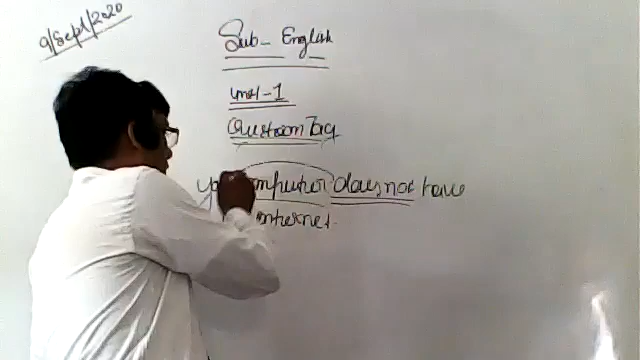 9/Sept/2020
Sub- English
Unit-1
Question Tag
computer does not have
internet.